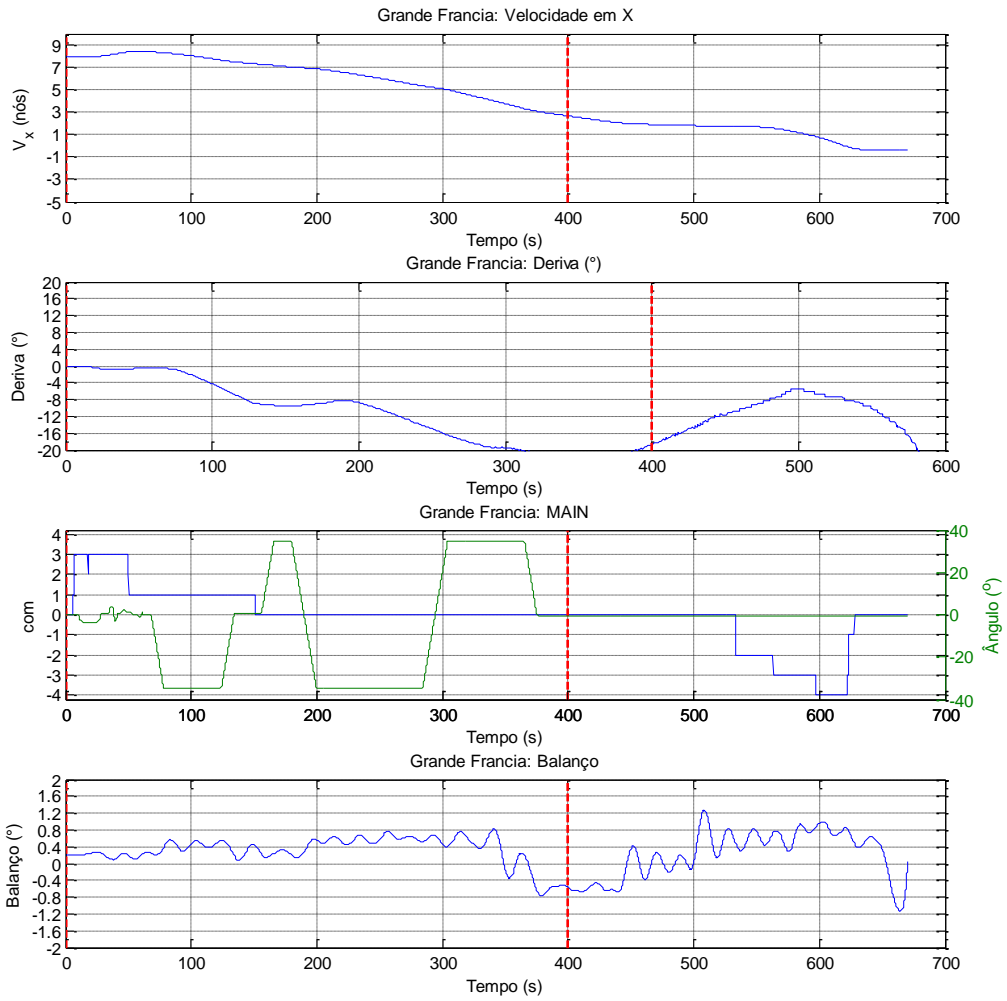 Grande Francia: Velocidade em X
9
7
5
3
1
-1
-3
-5
V_x (nós)
0 100 200 300 400 500 600 700
Tempo (s)
Grande Francia: Deriva (°)
20
16
12
8
4
0
-4
-8
-12
-16
-20
Deriva (°)
0 100 200 300 400 500 600
Tempo (s)
Grande Francia: MAIN
4
3
2
1
0
-1
-2
-3
-4
com
40
20
0
-20
-40
Ângulo (º)
0 100 200 300 400 500 600 700
Tempo (s)
Grande Francia: Balanço
2
1.6
1.2
0.8
0.4
0
-0.4
-0.8
-1.2
-1.6
-2
Balanço (°)
0 100 200 300 400 500 600 700
Tempo (s)